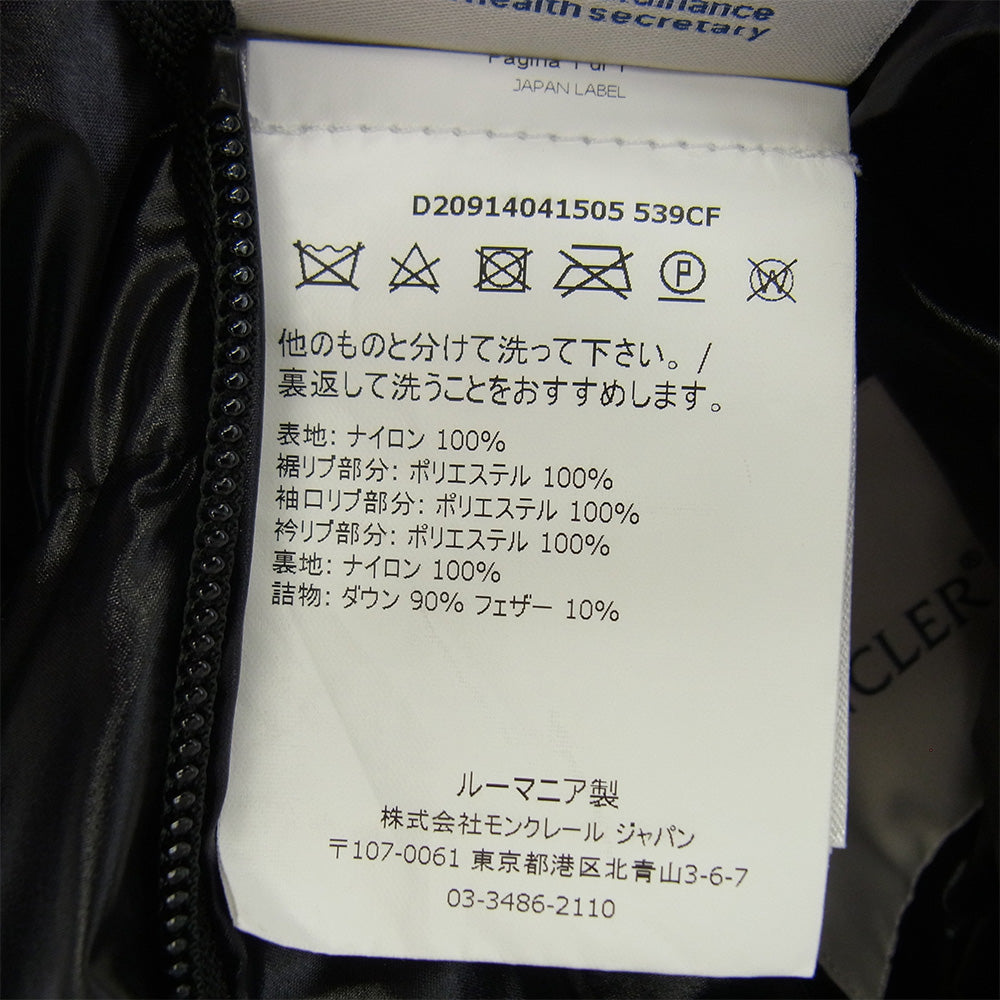 health secretary
Pagina 1 di 1
JAPAN LABEL
D20914041505 539CF
P
W
他のものと分けて洗って下さい。/
裏返して洗うことをおすすめします。
表地: ナイロン 100%
裾リブ部分: ポリエステル 100%
袖口リブ部分: ポリエステル 100%
衿リブ部分: ポリエステル 100%
裏地: ナイロン 100%
詰物: ダウン 90% フェザー 10%
ルーマニア製
株式会社モンクレール ジャパン
〒107-0061 東京都港区北青山3-6-7
03-3486-2110
CLER®